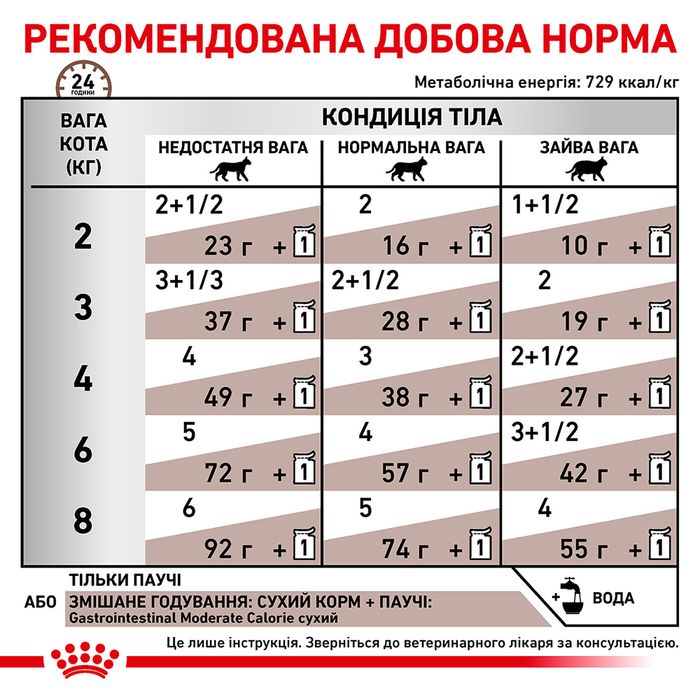 РЕКОМЕНДОВАНА ДОБОВА НОРМА
24
ГОДИНИ
Метаболічна енергія: 729 ккал/кг
ВАГА
КОТА
(КГ)
КОНДИЦІЯ ТІЛА
НЕДОСТАТНЯ ВАГА НОРМАЛЬНА ВАГА ЗАЙВА ВАГА
2+1/2 2 1+1/2
2
23 г + 1 16 г + 1 10 г + 1
3+1/3 2+1/2 2
3
37 г + 1 28 г + 1 19 г + 1
4 3 2+1/2
4
49 г + 1 38 г + 1 27 г + 1
5 4 3+1/2
6
72 г + 1 57 г + 1 42 г + 1
6 5 4
8
92 г + 1 74 г + 1 55 г + 1
ТІЛЬКИ ПАУЧІ
АБО ЗМІШАНЕ ГОДУВАННЯ: СУХИЙ КОРМ + ПАУЧІ:
Gastrointestinal Moderate Calorie сухий
+ ВОДА
Це лише інструкція. Зверніться до ветеринарного лікаря за консультацією.